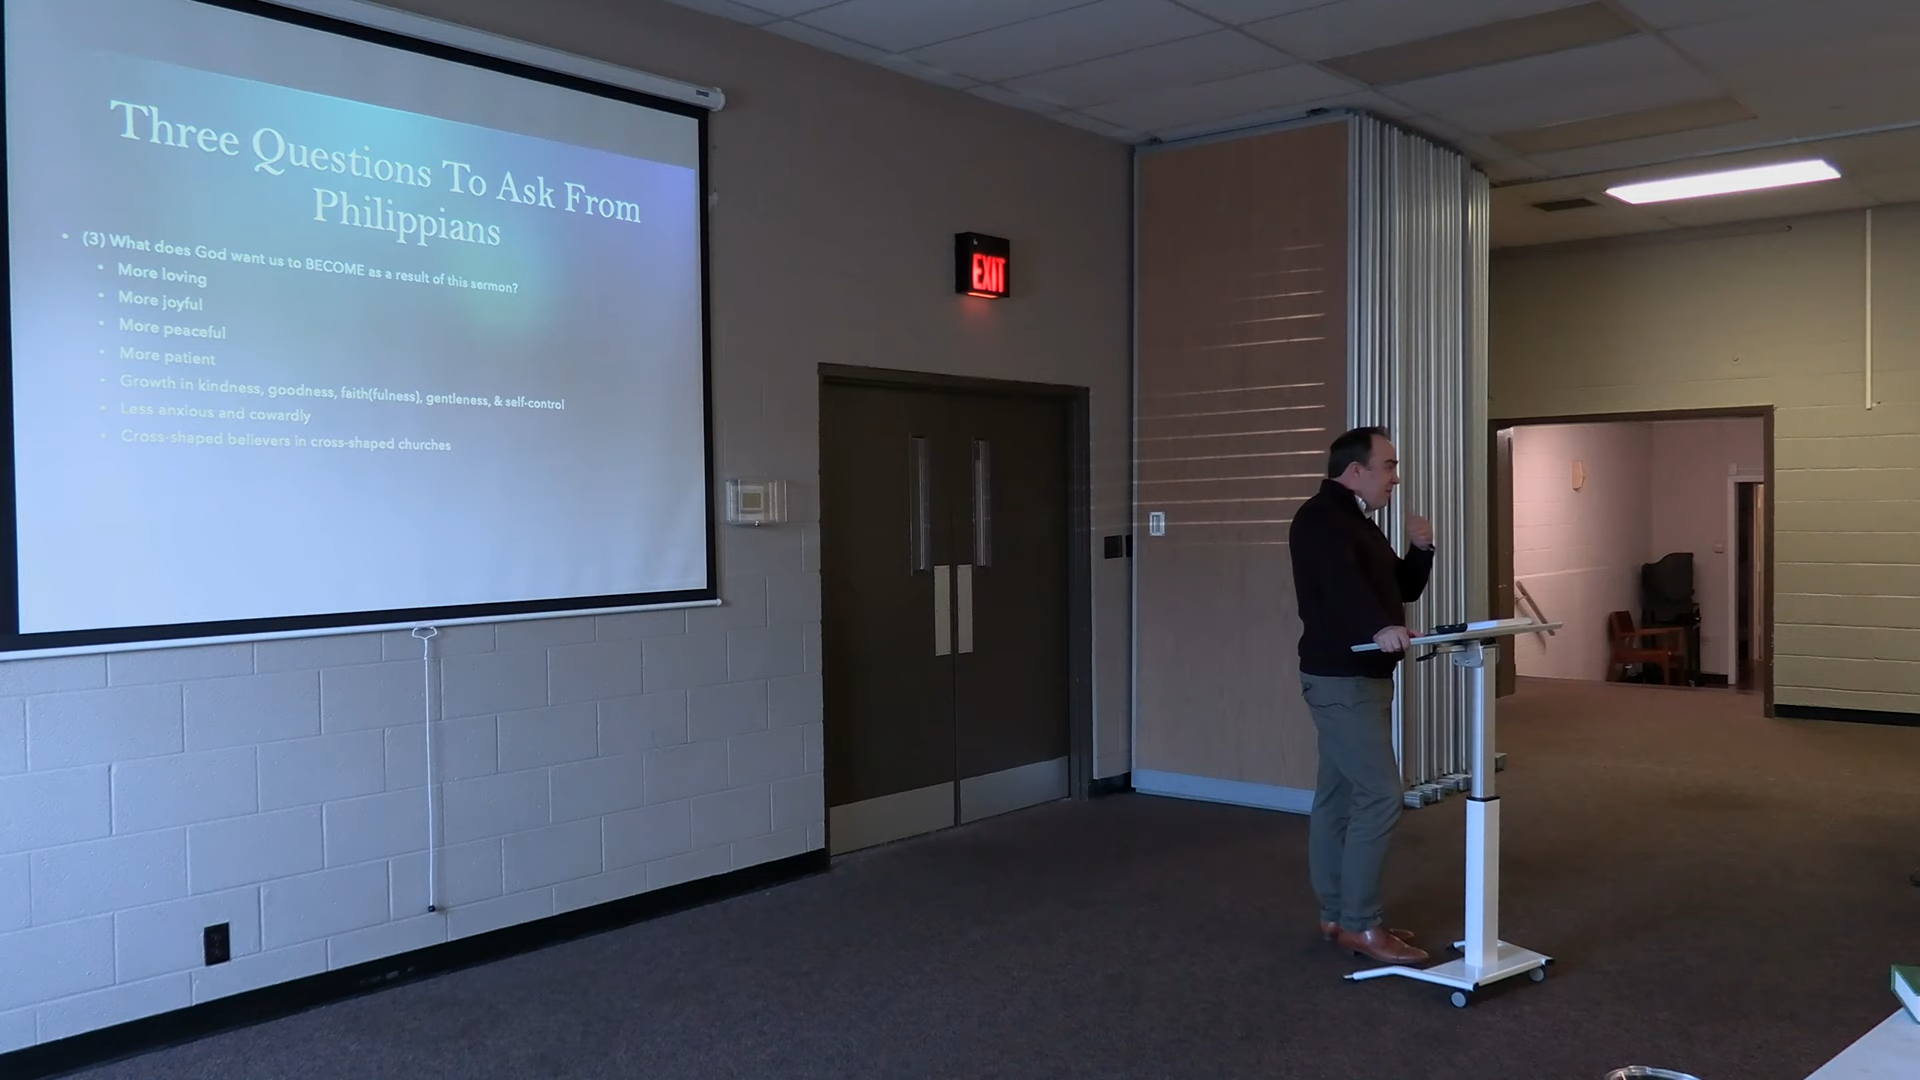 Three Questions To Ask From
Philippians
• (3) What does God want us to BECOME as a result of this sermon?
• More loving
• More joyful
• More peaceful
• More patient
• Growth in kindness, goodness, faith(fulness), gentleness, & self-control
• Less anxious and cowardly
• Cross-shaped believers in cross-shaped churches
EXIT